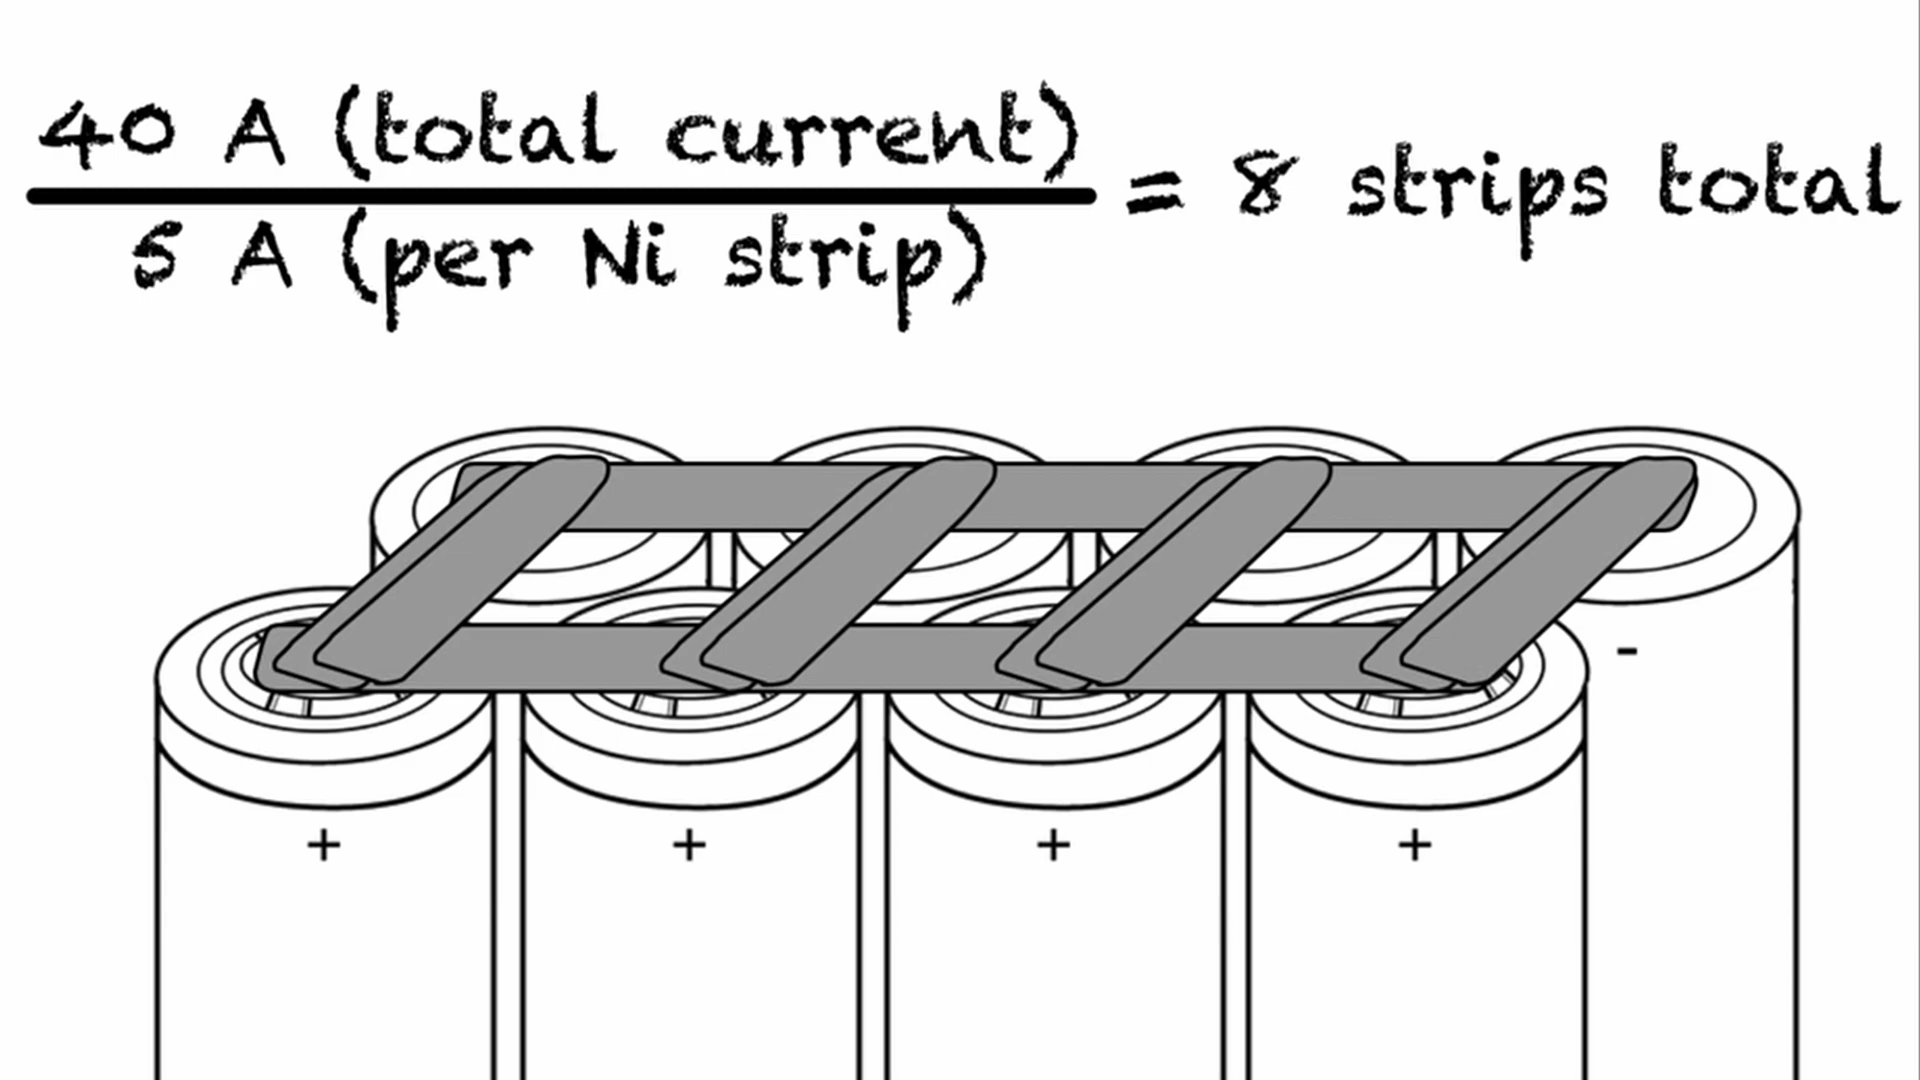 40 A (total current)
5 A (per Ni strip)
= 8 strips total
-
+ + + +